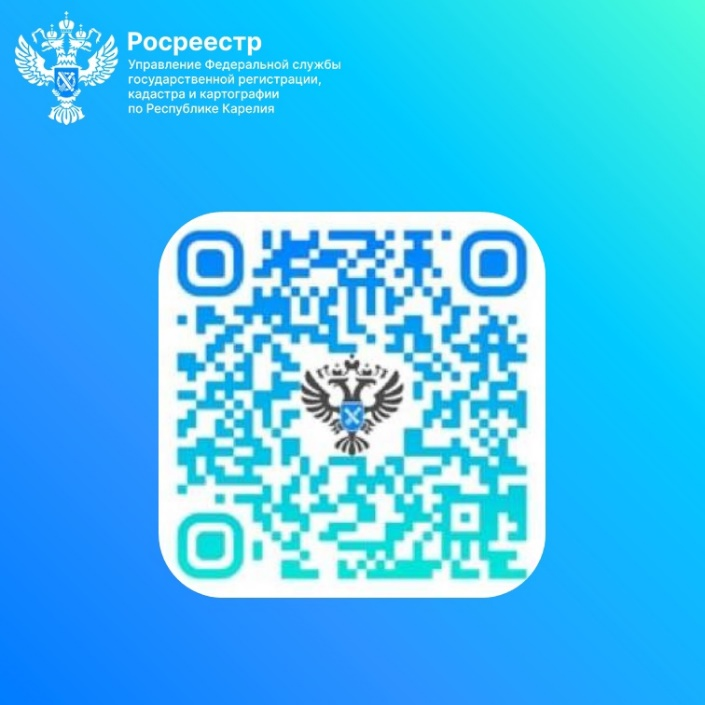 Росреестр
Управление Федеральной службы
государственной регистрации,
кадастра и картографии
по Республике Карелия